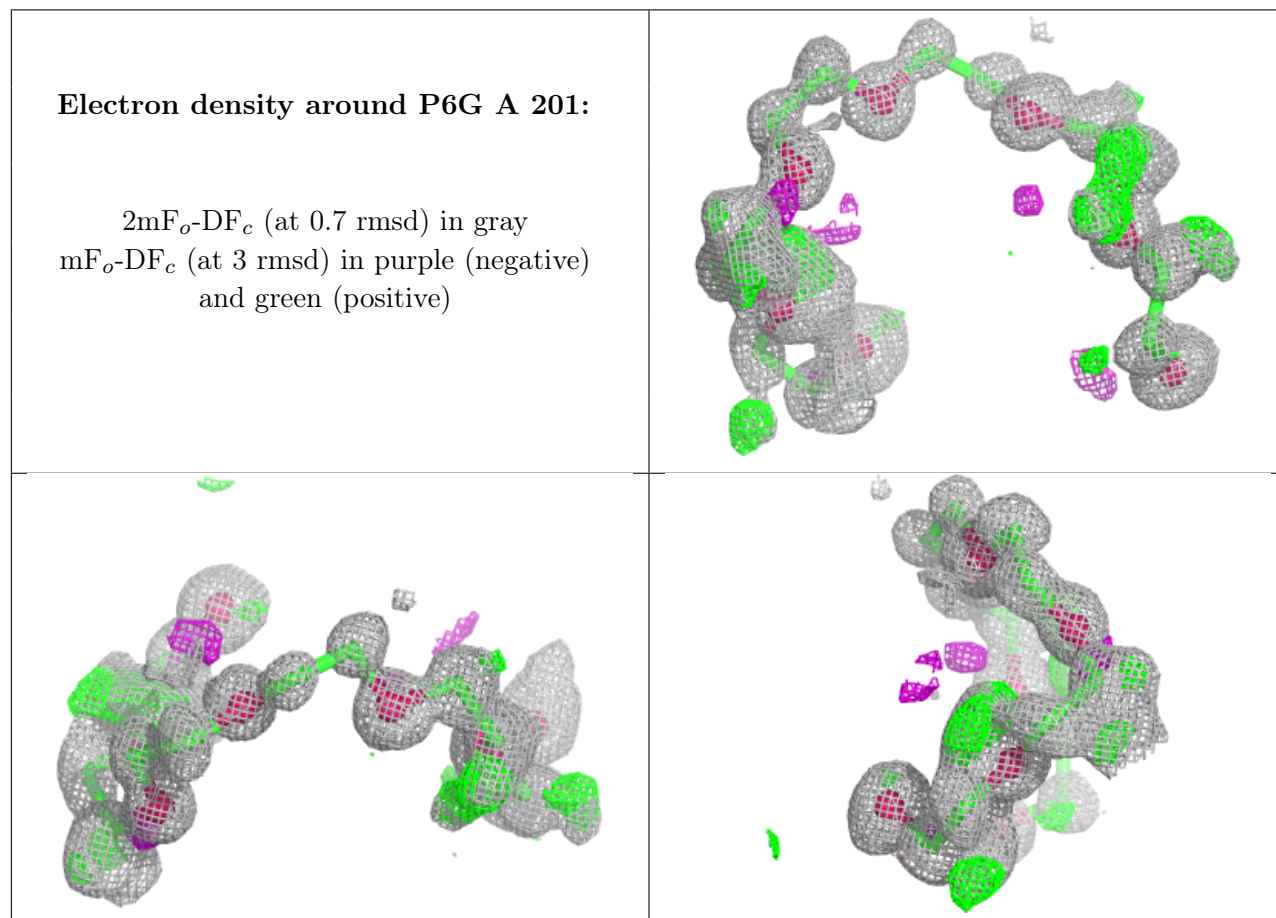 Electron density around P6G A 201:
2mFₒ-DF𝒸 (at 0.7 rmsd) in gray
mFₒ-DF𝒸 (at 3 rmsd) in purple (negative)
and green (positive)